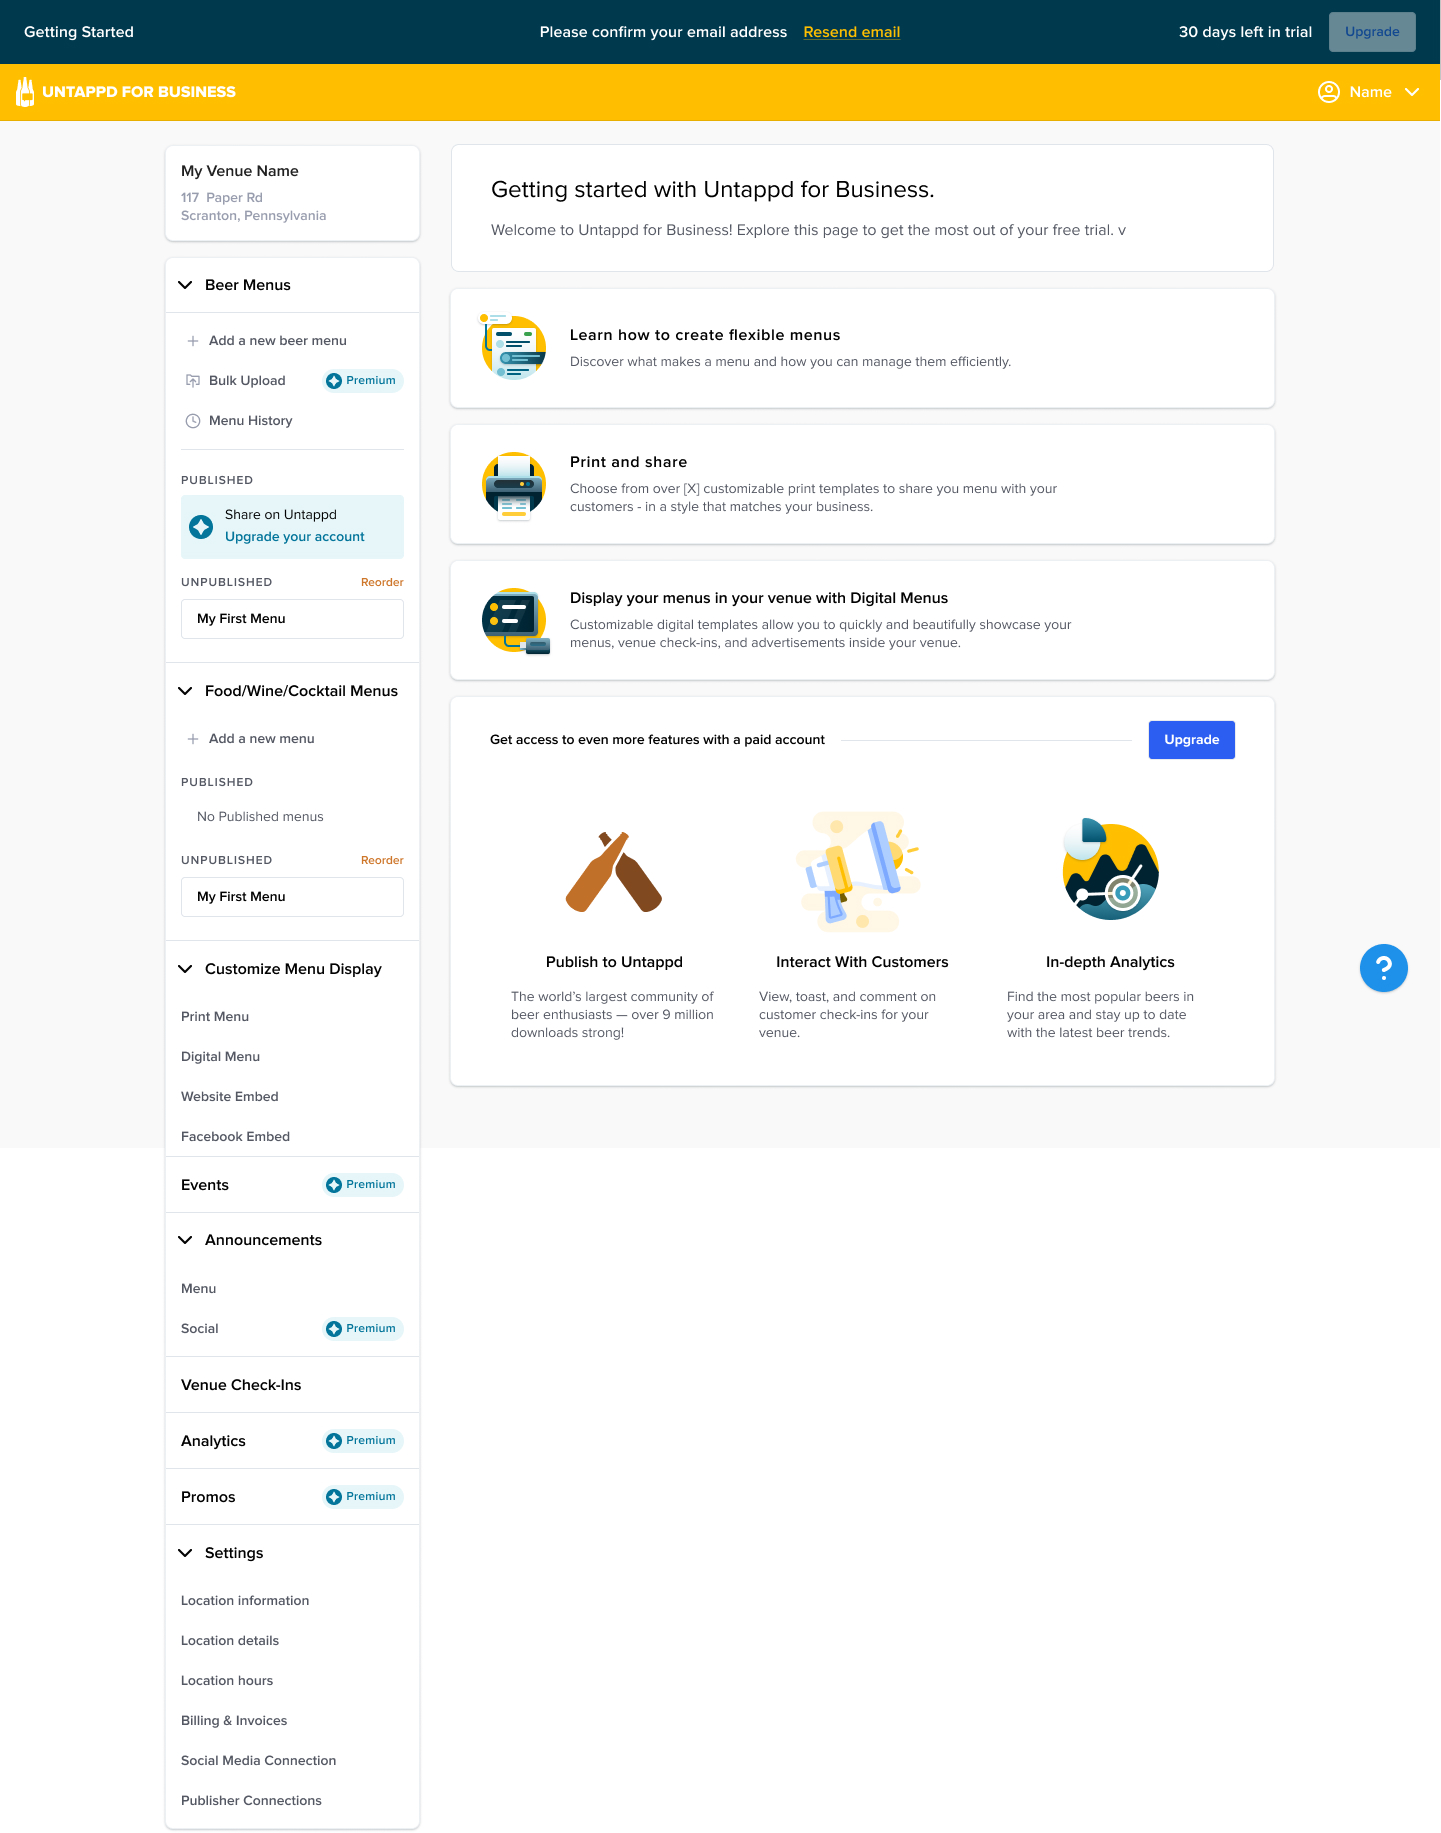 Getting Started
Please confirm your email address Resend email
30 days left in trial
Upgrade
UNTAPPD FOR BUSINESS
Name
My Venue Name
117 Paper Rd
Scranton, Pennsylvania
Beer Menus
Add a new beer menu
Bulk Upload Premium
Menu History
PUBLISHED
Share on Untappd
Upgrade your account
UNPUBLISHED Reorder
My First Menu
Food/Wine/Cocktail Menus
Add a new menu
PUBLISHED
No Published menus
UNPUBLISHED Reorder
My First Menu
Customize Menu Display
Print Menu
Digital Menu
Website Embed
Facebook Embed
Events Premium
Announcements
Menu
Social Premium
Venue Check-Ins
Analytics Premium
Promos Premium
Settings
Location information
Location details
Location hours
Billing & Invoices
Social Media Connection
Publisher Connections
Getting started with Untappd for Business.
Welcome to Untappd for Business! Explore this page to get the most out of your free trial. v
Learn how to create flexible menus
Discover what makes a menu and how you can manage them efficiently.
Print and share
Choose from over [X] customizable print templates to share you menu with your
customers - in a style that matches your business.
Display your menus in your venue with Digital Menus
Customizable digital templates allow you to quickly and beautifully showcase your
menus, venue check-ins, and advertisements inside your venue.
Get access to even more features with a paid account
Upgrade
Publish to Untappd
The world’s largest community of
beer enthusiasts — over 9 million
downloads strong!
Interact With Customers
View, toast, and comment on
customer check-ins for your
venue.
In-depth Analytics
Find the most popular beers in
your area and stay up to date
with the latest beer trends.
?